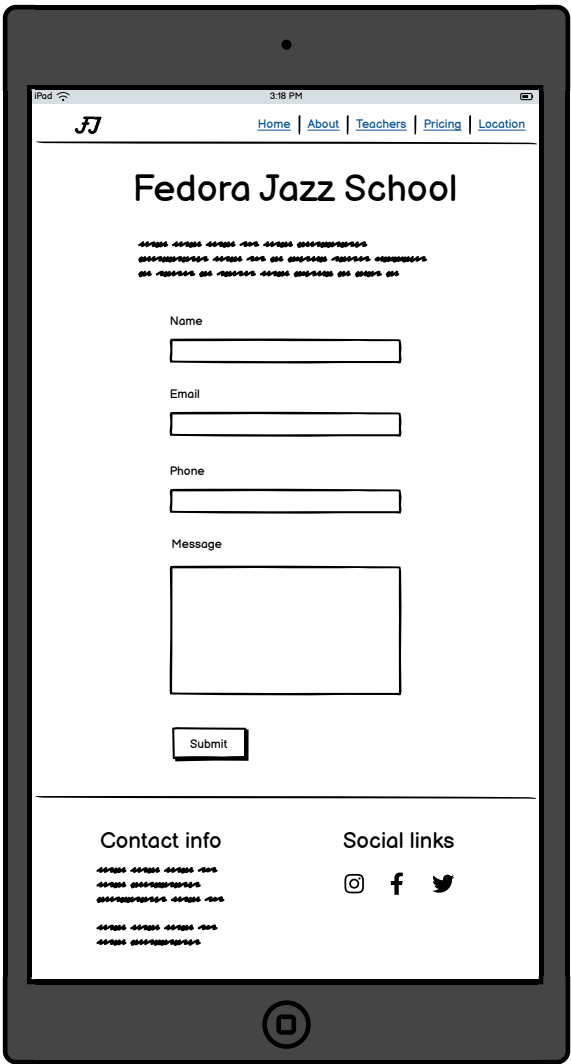 iPad 3:18 PM
FJ Home About Teachers Pricing Location
Fedora Jazz School
Name
Email
Phone
Message
Submit
Contact info Social links